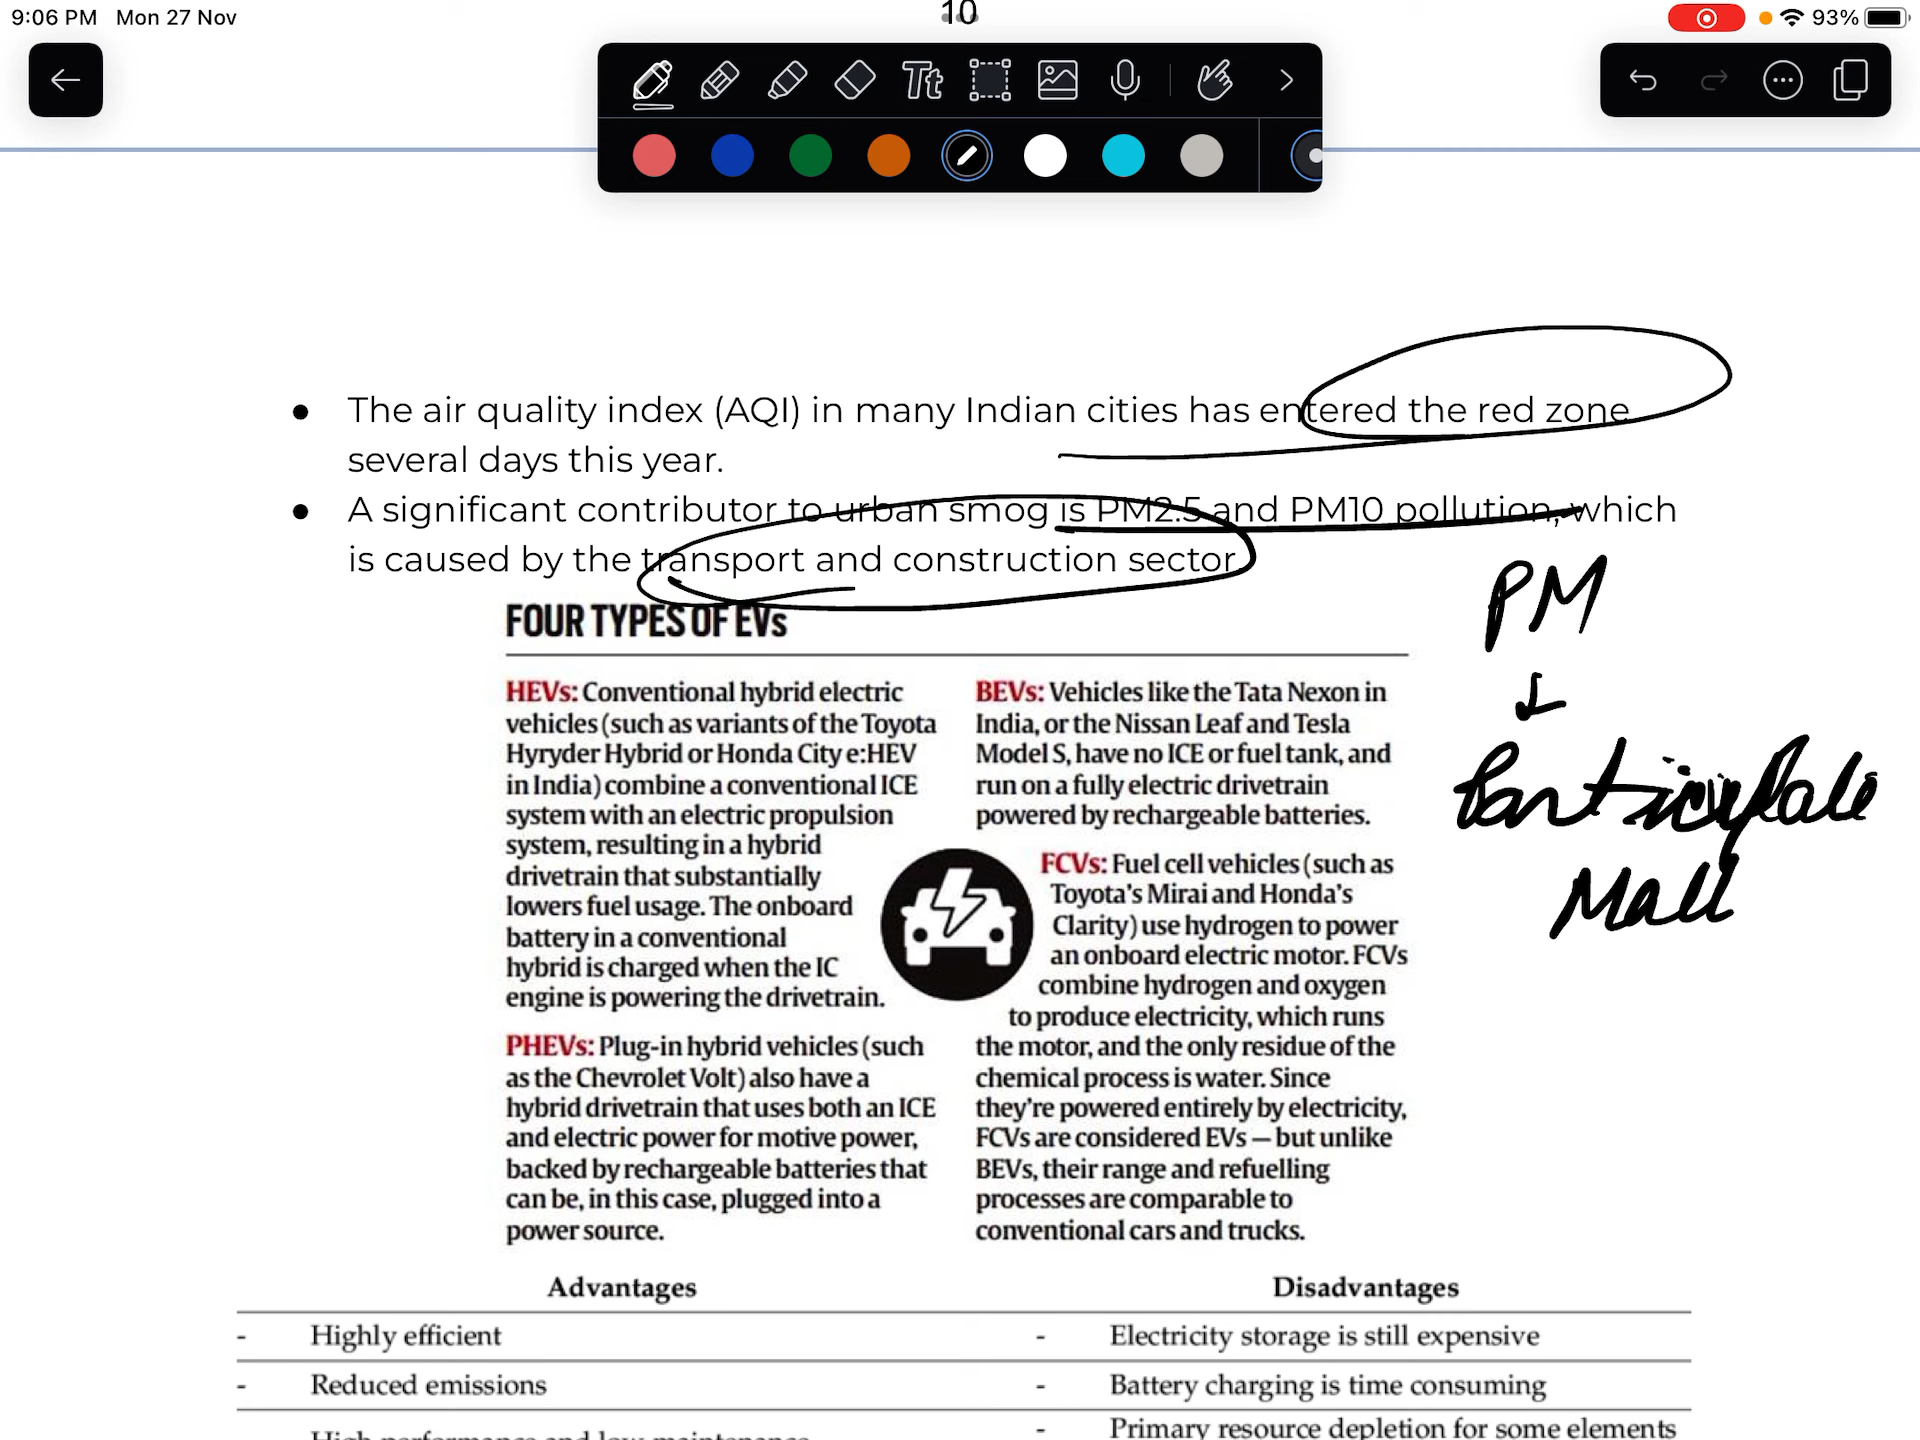 9:06 PM Mon 27 Nov
10
93%
Tt
The air quality index (AQI) in many Indian cities has entered the red zone
several days this year.
A significant contributor to urban smog is PM2.5 and PM10 pollution, which
is caused by the transport and construction sector
PM
Particulate
FOUR TYPES OF EVs
HEVs: Conventional hybrid electric
vehicles (such as variants of the Toyota
Hyryder Hybrid or Honda City e:HEV
in India) combine a conventional ICE
system with an electric propulsion
system, resulting in a hybrid
drivetrain that substantially
lowers fuel usage. The onboard
battery in a conventional
hybrid is charged when the IC
engine is powering the drivetrain.
PHEVs: Plug-in hybrid vehicles (such
as the Chevrolet Volt) also have a
hybrid drivetrain that uses both an ICE
and electric power for motive power,
backed by rechargeable batteries that
can be, in this case, plugged into a
power source.
BEVs: Vehicles like the Tata Nexon in
India, or the Nissan Leaf and Tesla
Model S, have no ICE or fuel tank, and
run on a fully electric drivetrain
powered by rechargeable batteries.
FCVs: Fuel cell vehicles (such as
Toyota's Mirai and Honda's
Clarity) use hydrogen to power
an onboard electric motor. FCVs
combine hydrogen and oxygen
to produce electricity, which runs
the motor, and the only residue of the
chemical process is water. Since
they're powered entirely by electricity,
FCVs are considered EVs — but unlike
BEVs, their range and refuelling
processes are comparable to
conventional cars and trucks.
Advantages Disadvantages
- Highly efficient - Electricity storage is still expensive
- Reduced emissions - Battery charging is time consuming
High performance and low maintenance - Primary resource depletion for some elements